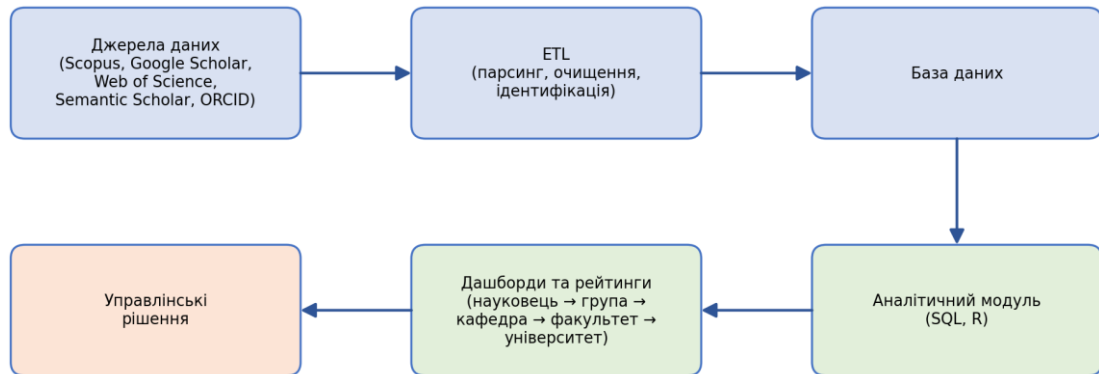 Джерела даних
(Scopus, Google Scholar,
Web of Science,
Semantic Scholar, ORCID)
ETL
(парсинг, очищення,
ідентифікація)
База даних
Управлінські
рішення
Дашборди та рейтинги
(науковець → група →
кафедра → факультет →
університет)
Аналітичний модуль
(SQL, R)